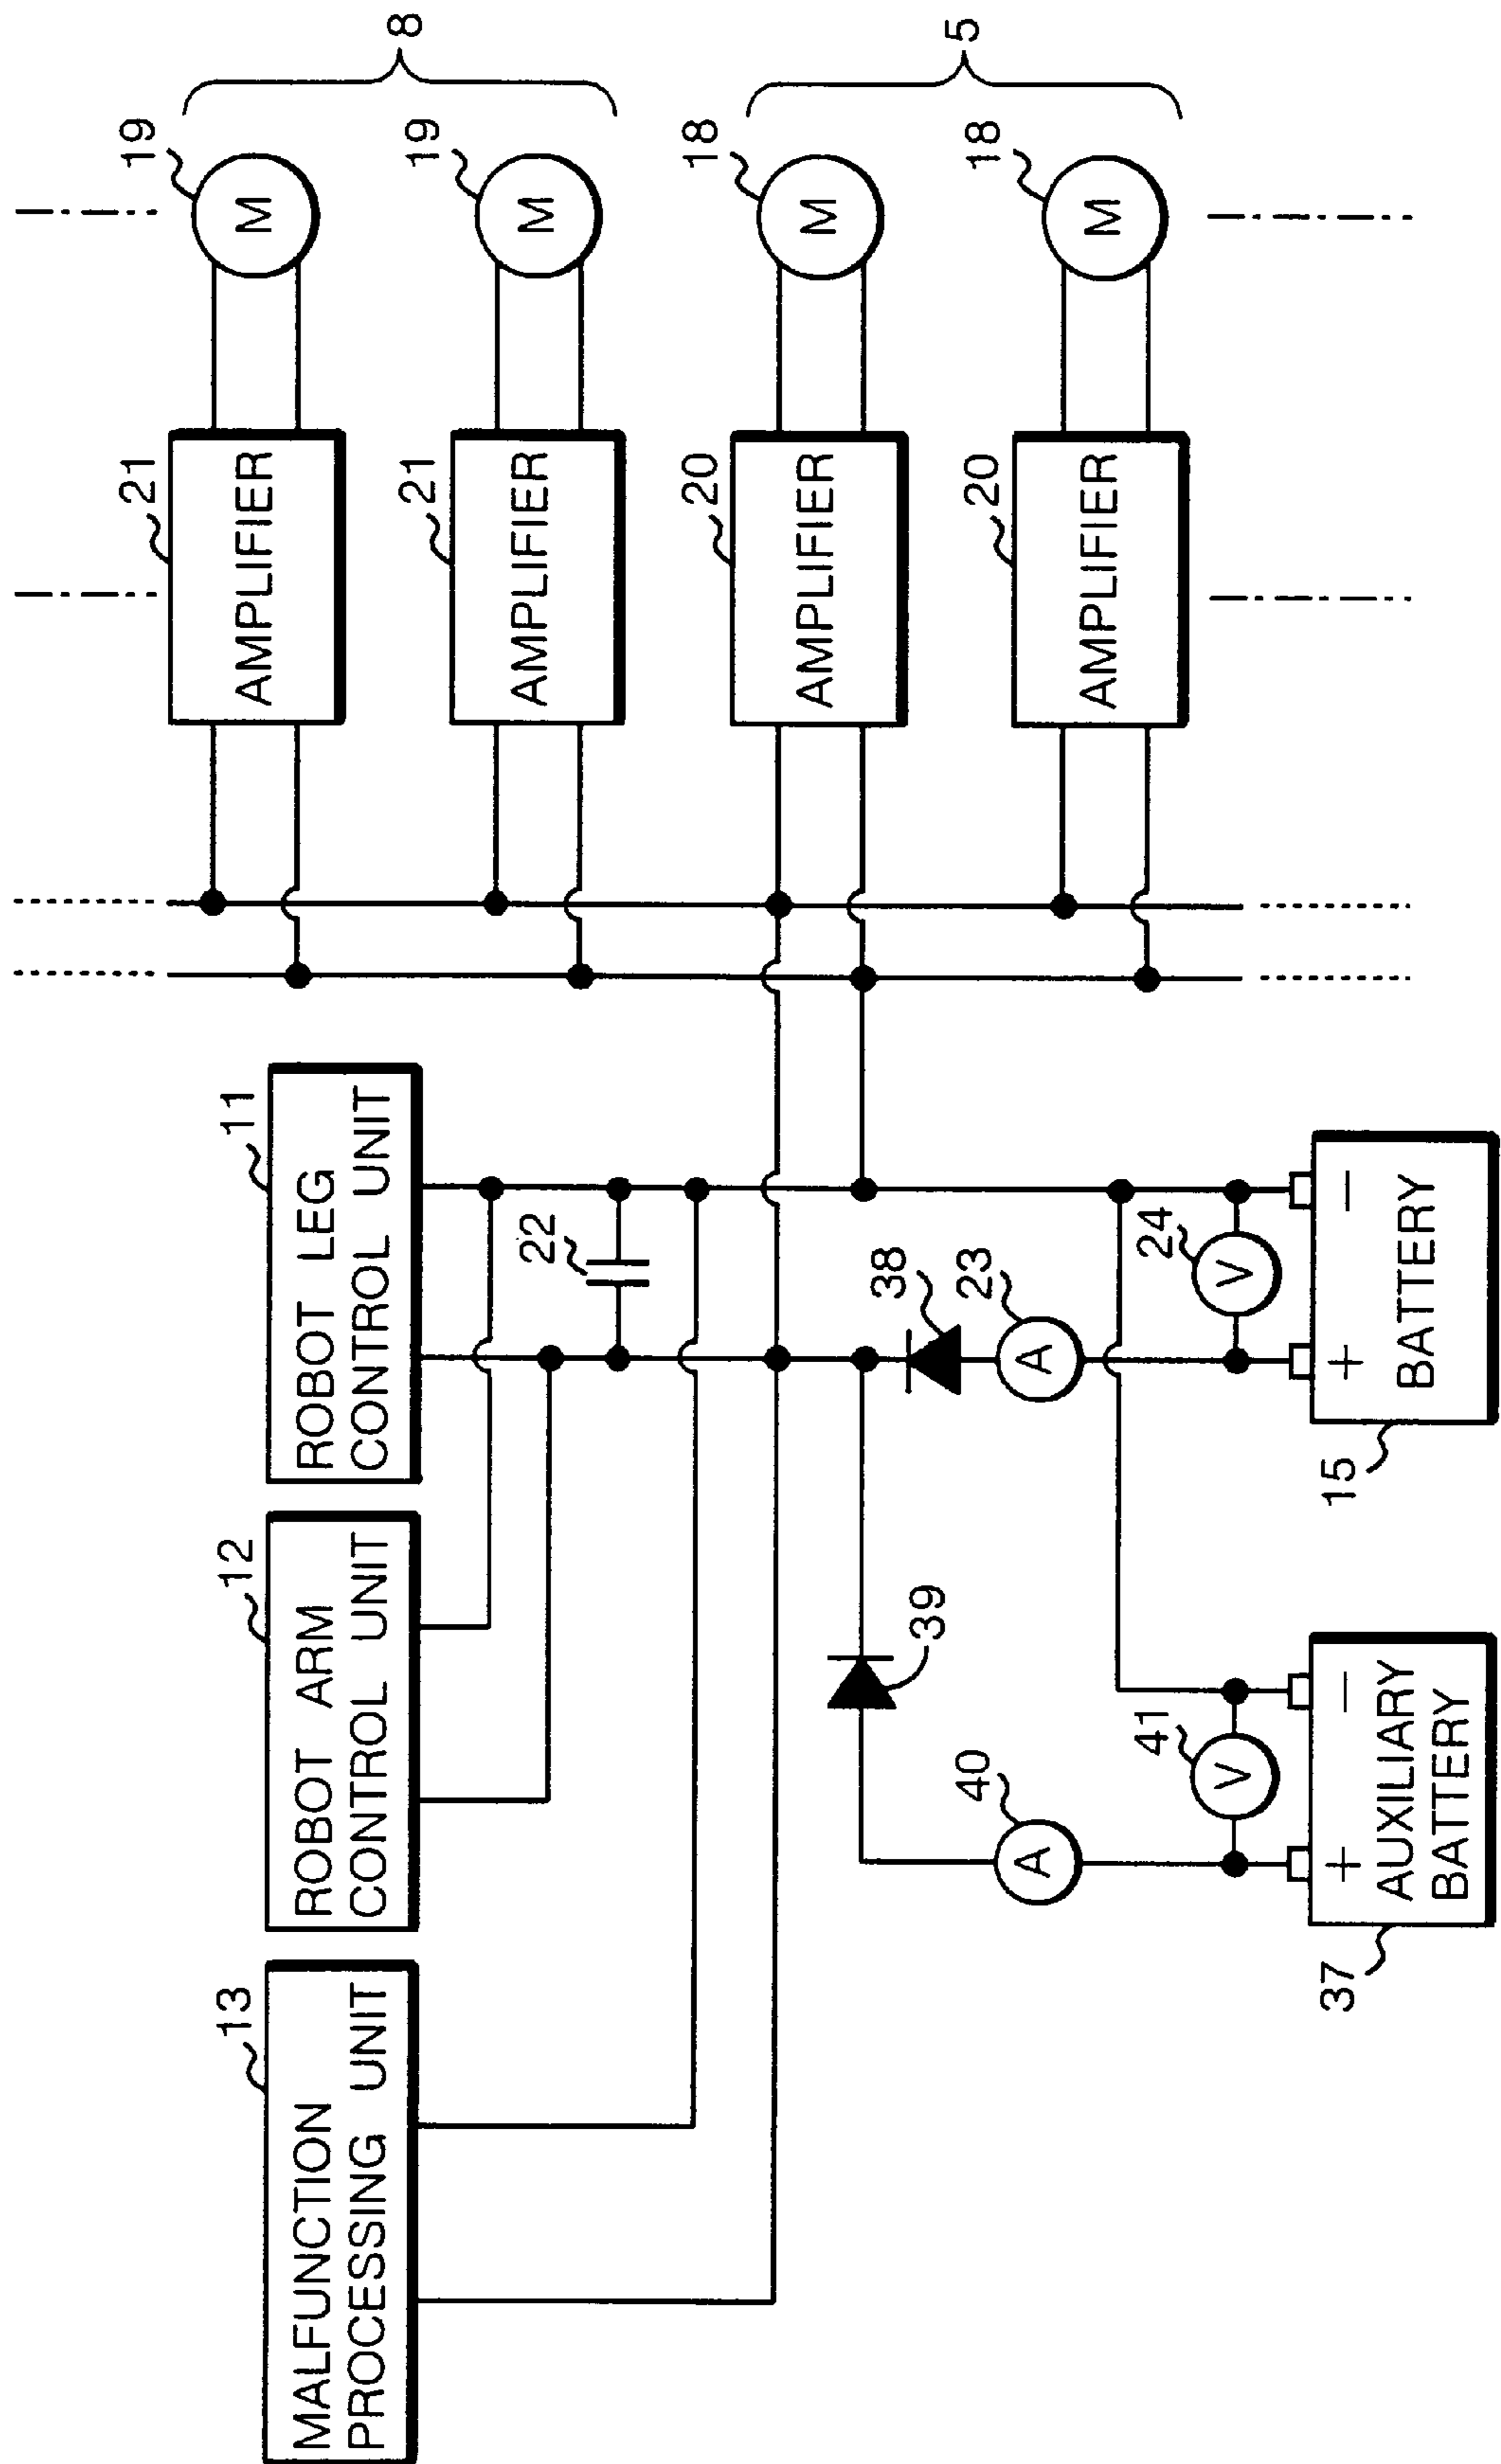 13
MALFUNCTION
PROCESSING UNIT
12
ROBOT ARM
CONTROL UNIT
11
ROBOT LEG
CONTROL UNIT
22
21
AMPLIFIER
19
M
21
AMPLIFIER
19
M
8
20
AMPLIFIER
18
M
20
AMPLIFIER
18
M
5
39
38
40
A
23
A
41
V
24
V
37
+
−
AUXILIARY
BATTERY
15
+
−
BATTERY